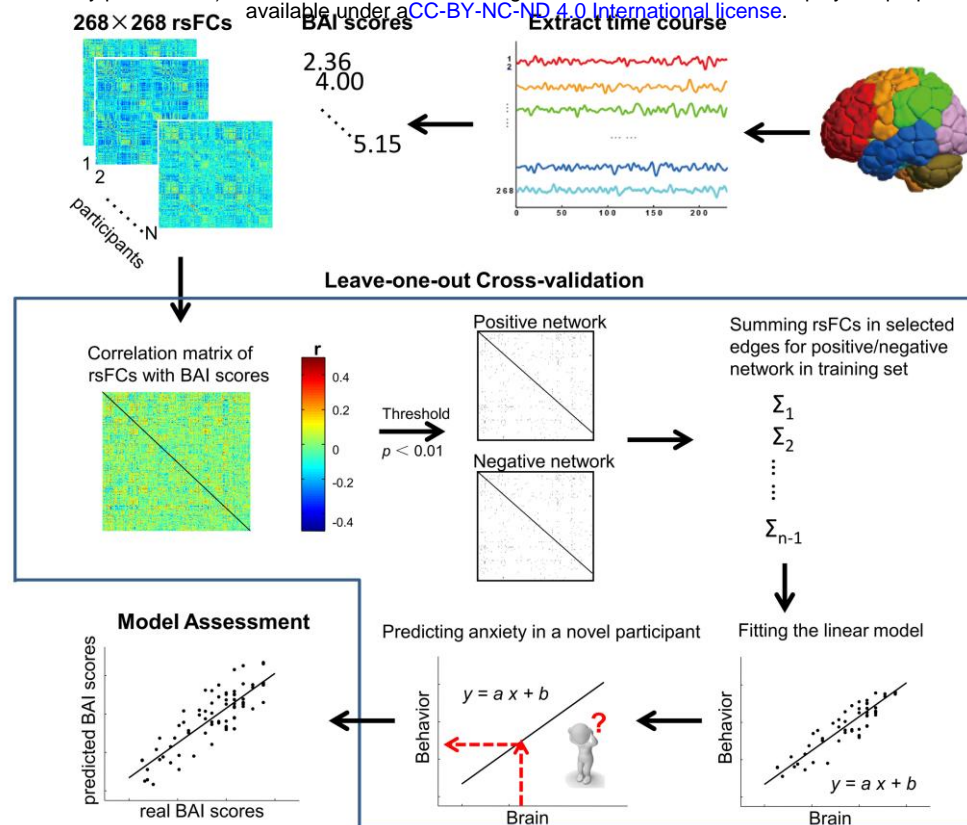 available under aCC-BY-NC-ND 4.0 International license.
268×268 rsFCs
BAI scores
Extract time course
2.36
4.00
5.15
1
2
N
participants
1
2
... ...
268
0 50 100 150 200
Leave-one-out Cross-validation
Correlation matrix of
rsFCs with BAI scores
r
0.4
0.2
0
-0.2
-0.4
Threshold
p < 0.01
Positive network
Negative network
Summing rsFCs in selected
edges for positive/negative
network in training set
Σ1
Σ2
Σn-1
Model Assessment
predicted BAI scores
real BAI scores
Predicting anxiety in a novel participant
y = a x + b
?
Behavior
Brain
Fitting the linear model
Behavior
y = a x + b
Brain